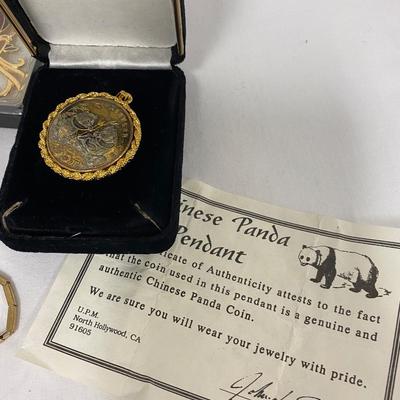 Chinese Panda
Pendant
Certificate of Authenticity attests to the fact
that the coin used in this pendant is a genuine and
authentic Chinese Panda Coin.
We are sure you will wear your jewelry with pride.
U.P.M.
North Hollywood, CA
91605